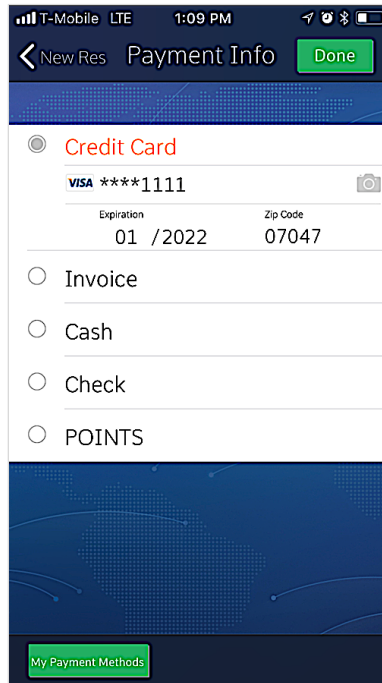 T-Mobile LTE 1:09 PM
New Res Payment Info Done
Credit Card
VISA ****1111
Expiration Zip Code
01 /2022 07047
Invoice
Cash
Check
POINTS
My Payment Methods